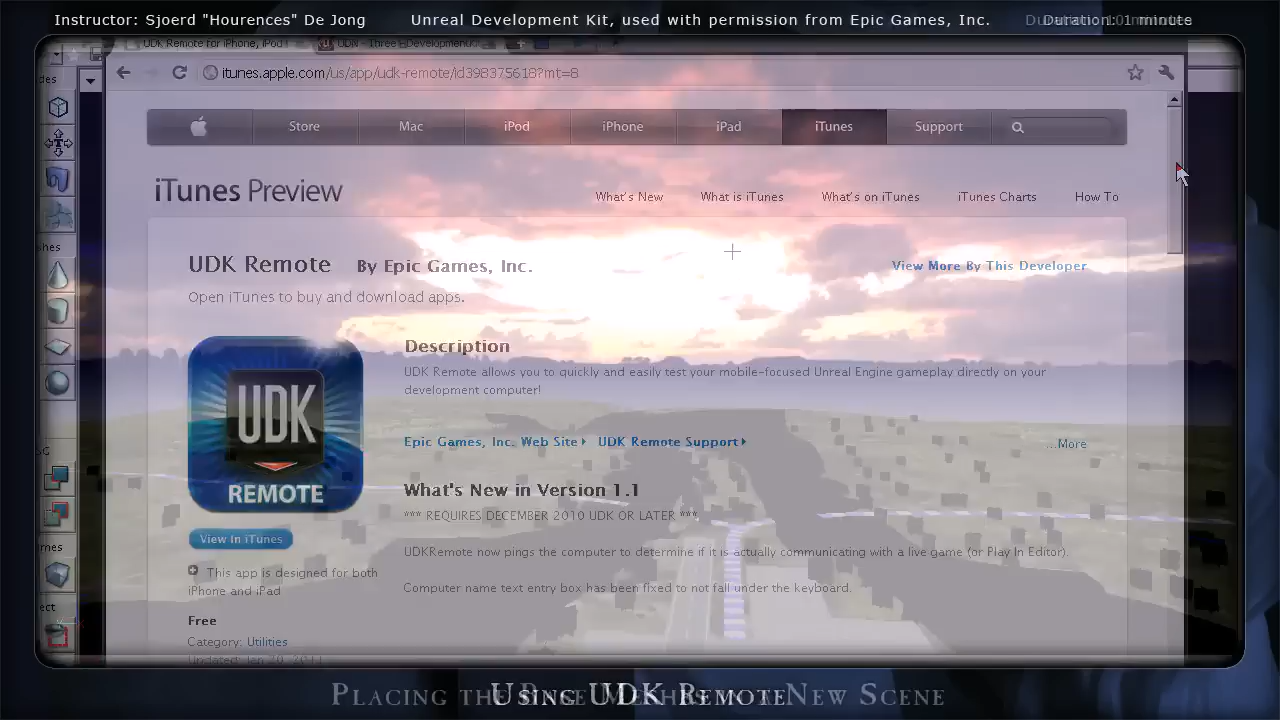 Instructor: Sjoerd "Hourences" De Jong
Unreal Development Kit, used with permission from Epic Games, Inc.
UDK Remote for iPhone, iPod
itunes.apple.com/us/app/udk-remote/id398375618?mt=8
Store
Mac
iPod
iPhone
iPad
iTunes
Support
iTunes Preview
What's New
What is iTunes
What's on iTunes
iTunes Charts
How To
UDK Remote
By Epic Games, Inc.
View More By This Developer
Open iTunes to buy and download apps.
Description
UDK Remote allows you to quickly and easily test your mobile-focused Unreal Engine gameplay directly on your
development computer!
Epic Games, Inc. Web Site
UDK Remote Support
...More
UDK
REMOTE
What's New in Version 1.1
*** REQUIRES DECEMBER 2010 UDK OR LATER ***
View In iTunes
UDKRemote now pings the computer to determine if it is actually communicating with a live game (or Play In Editor).
This app is designed for both
iPhone and iPad
Computer name text entry box has been fixed to not fall under the keyboard.
Free
Category: Utilities
Using UDK Remote
Placing the
New Scene